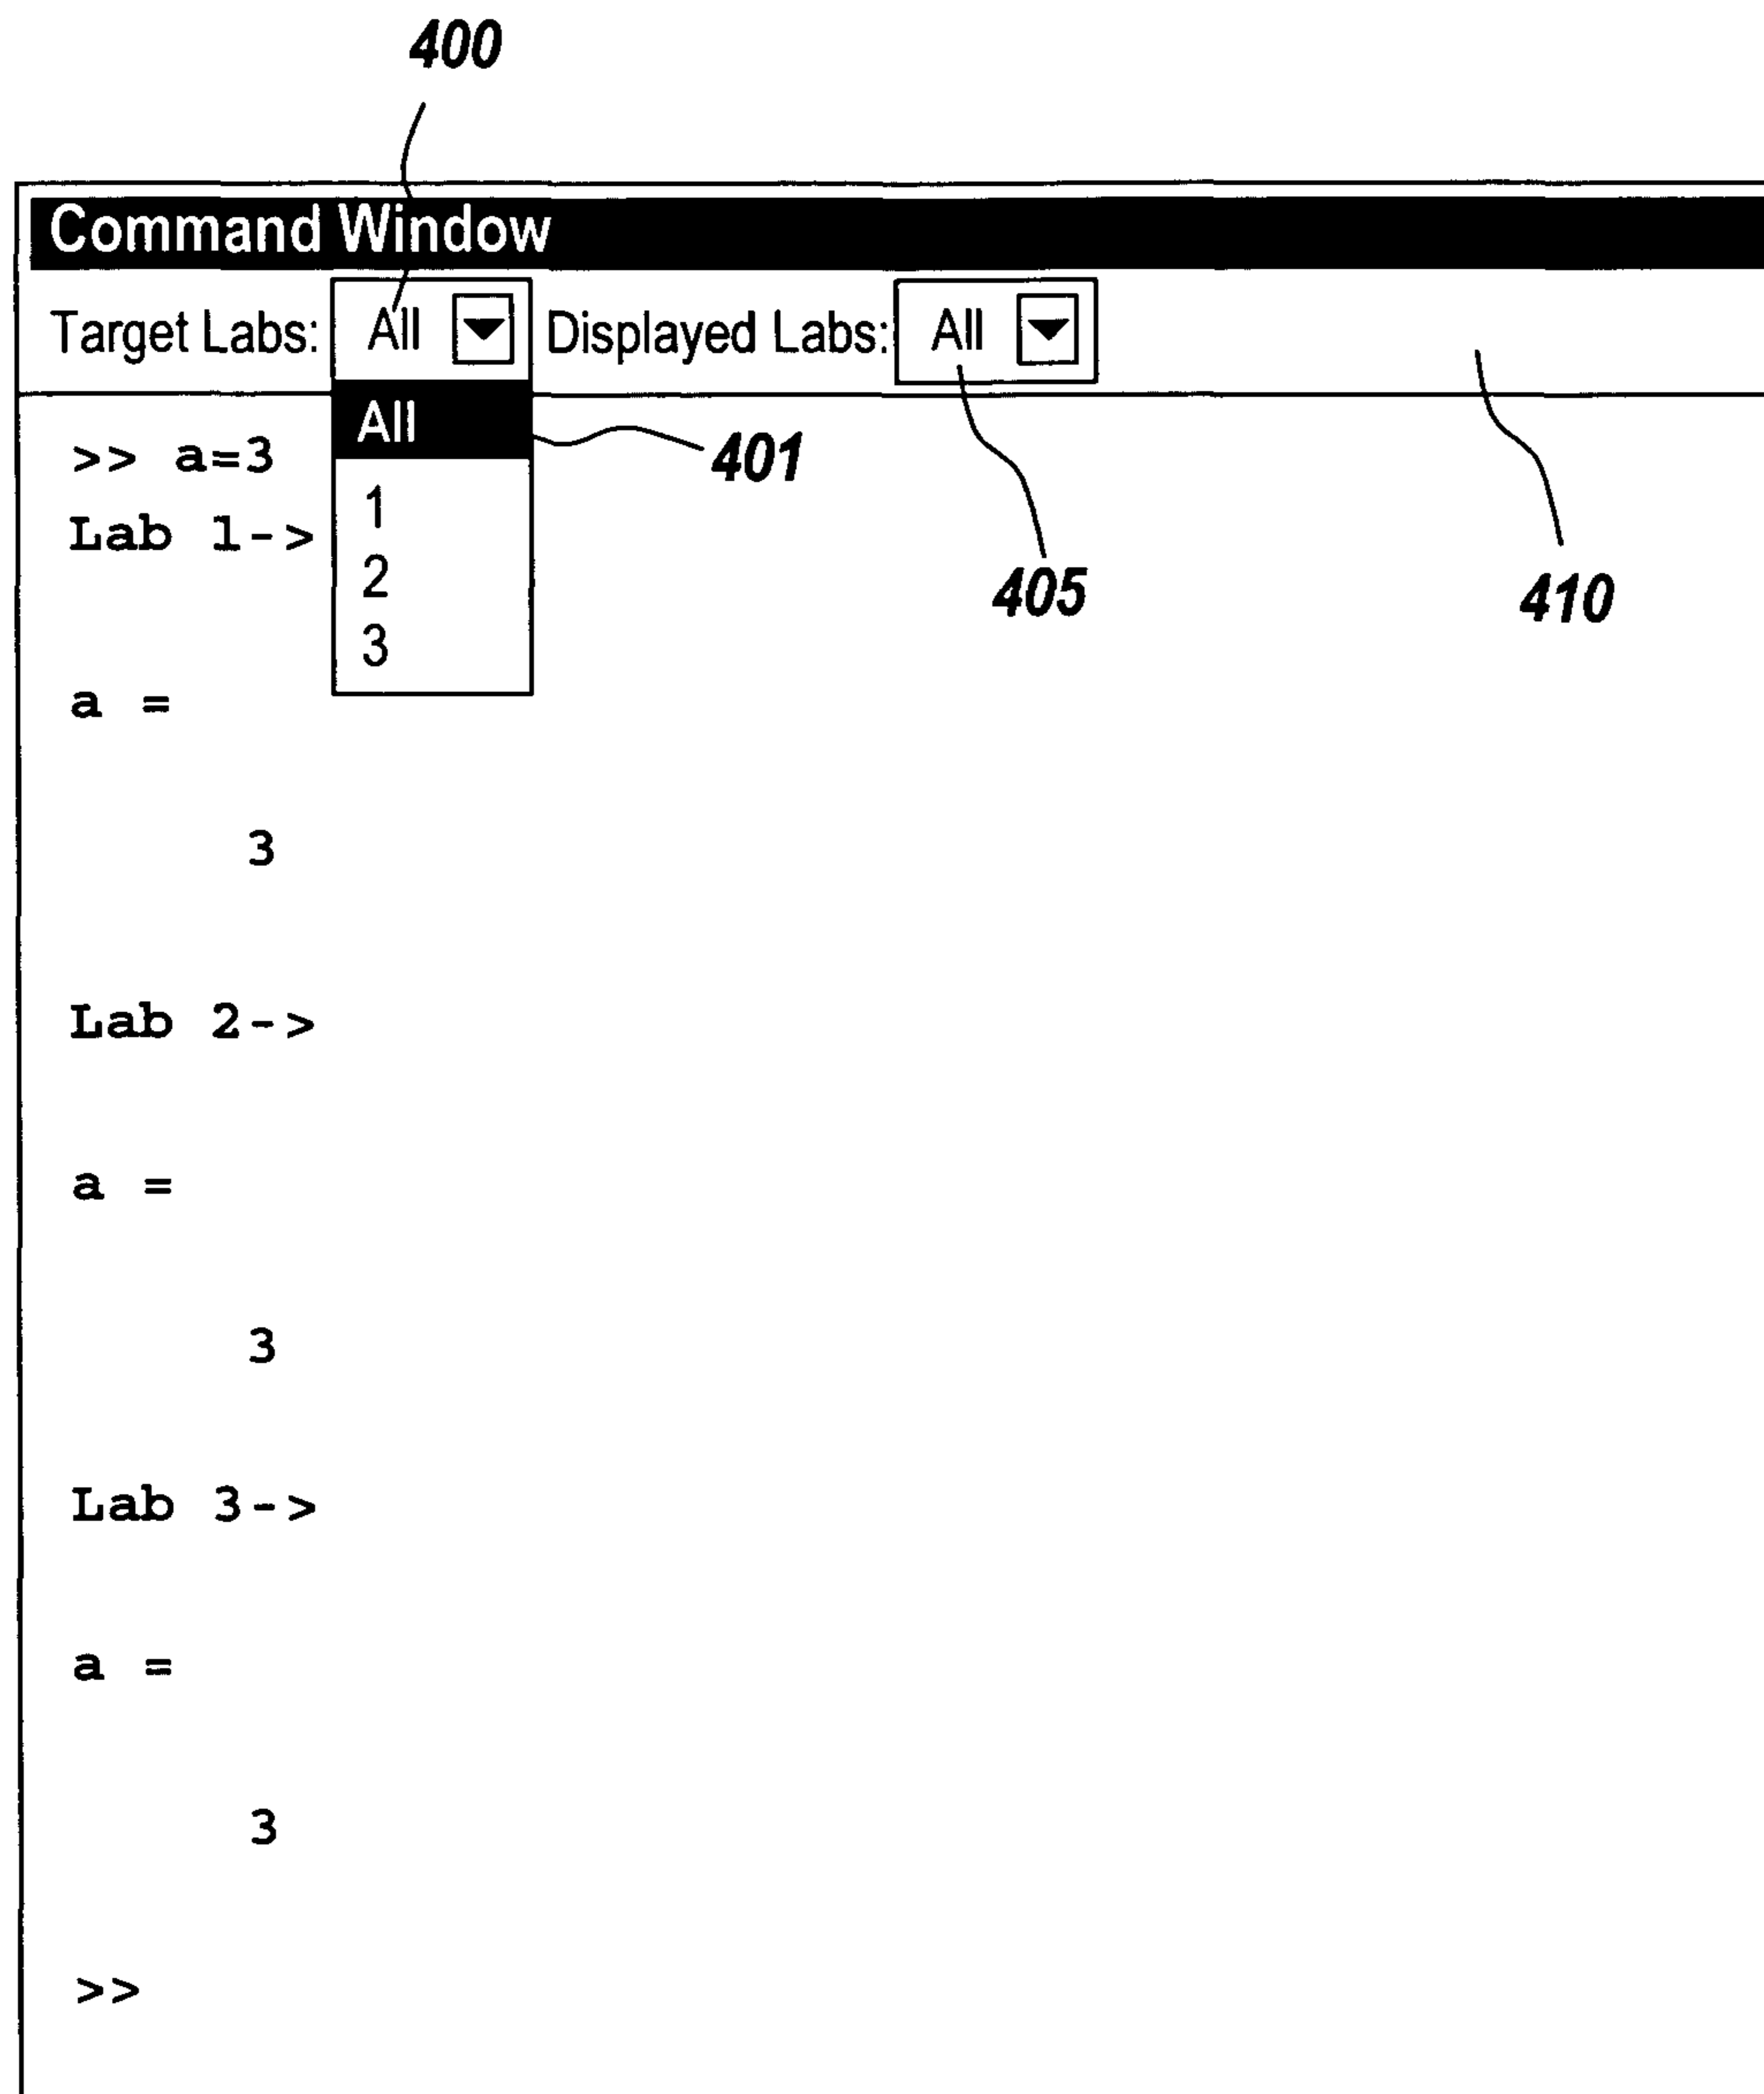 400
Command Window
Target Labs: All Displayed Labs: All
All
>> a=3
401
Lab 1->
1
2
405
410
3
a =
3
Lab 2->
a =
3
Lab 3->
a =
3
>>